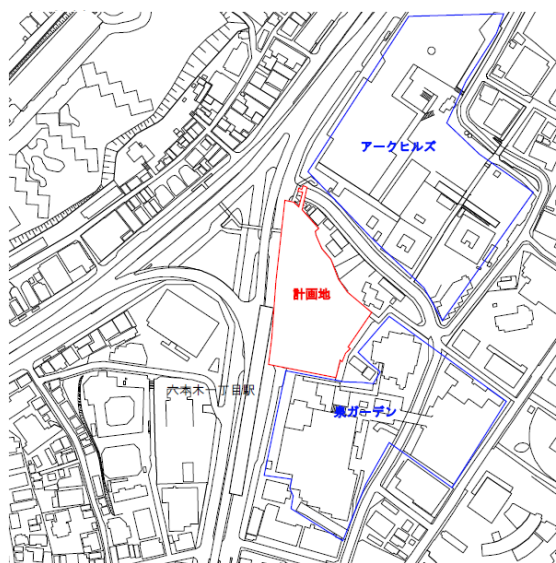 アークヒルズ
計画地
六本木一丁目駅
泉ガーデン